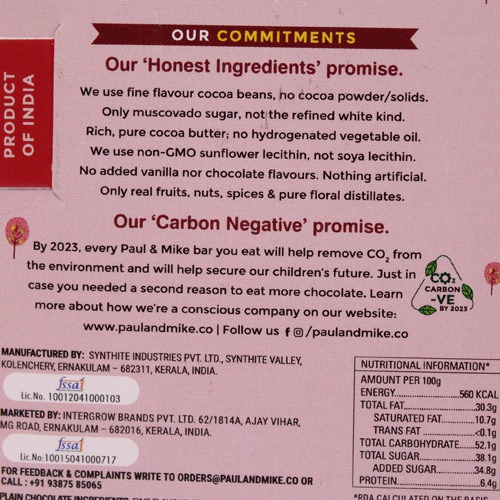 PRODUCT
OF INDIA
OUR COMMITMENTS
Our ‘Honest Ingredients’ promise.
We use fine flavour cocoa beans, no cocoa powder/solids.
Only muscovado sugar, not the refined white kind.
Rich, pure cocoa butter; no hydrogenated vegetable oil.
We use non-GMO sunflower lecithin, not soya lecithin.
No added vanilla nor chocolate flavours. Nothing artificial.
Only real fruits, nuts, spices & pure floral distillates.
Our ‘Carbon Negative’ promise.
By 2023, every Paul & Mike bar you eat will help remove CO2 from
the environment and will help secure our children's future. Just in
case you needed a second reason to eat more chocolate. Learn
more about how we're a conscious company on our website:
www.paulandmike.co | Follow us f /paulandmike.co
CO2
CARBON
-VE
BY 2023
MANUFACTURED BY: SYNTHITE INDUSTRIES PVT. LTD., SYNTHITE VALLEY,
KOLENCHERY, ERNAKULAM – 682311, KERALA, INDIA.
fssai
Lic.No. 10012041000103
MARKETED BY: INTERGROW BRANDS PVT. LTD. 62/1814A, AJAY VIHAR,
MG ROAD, ERNAKULAM – 682016, KERALA, INDIA.
fssai
Lic.No:10015041000717
FOR FEEDBACK & COMPLAINTS WRITE TO ORDERS@PAULANDMIKE.CO OR
CALL : +91 93875 85065
PLAIN CHOCOLATE INGREDIENTS:
NUTRITIONAL INFORMATION*
AMOUNT PER 100g
ENERGY 560 KCAL
TOTAL FAT 30.3g
SATURATED FAT 10.7g
TRANS FAT <0.1g
TOTAL CARBOHYDRATE 52.1g
TOTAL SUGAR 38.1g
ADDED SUGAR 34.8g
PROTEIN 6.4g
*RDA CALCULATED ON THE BASIS